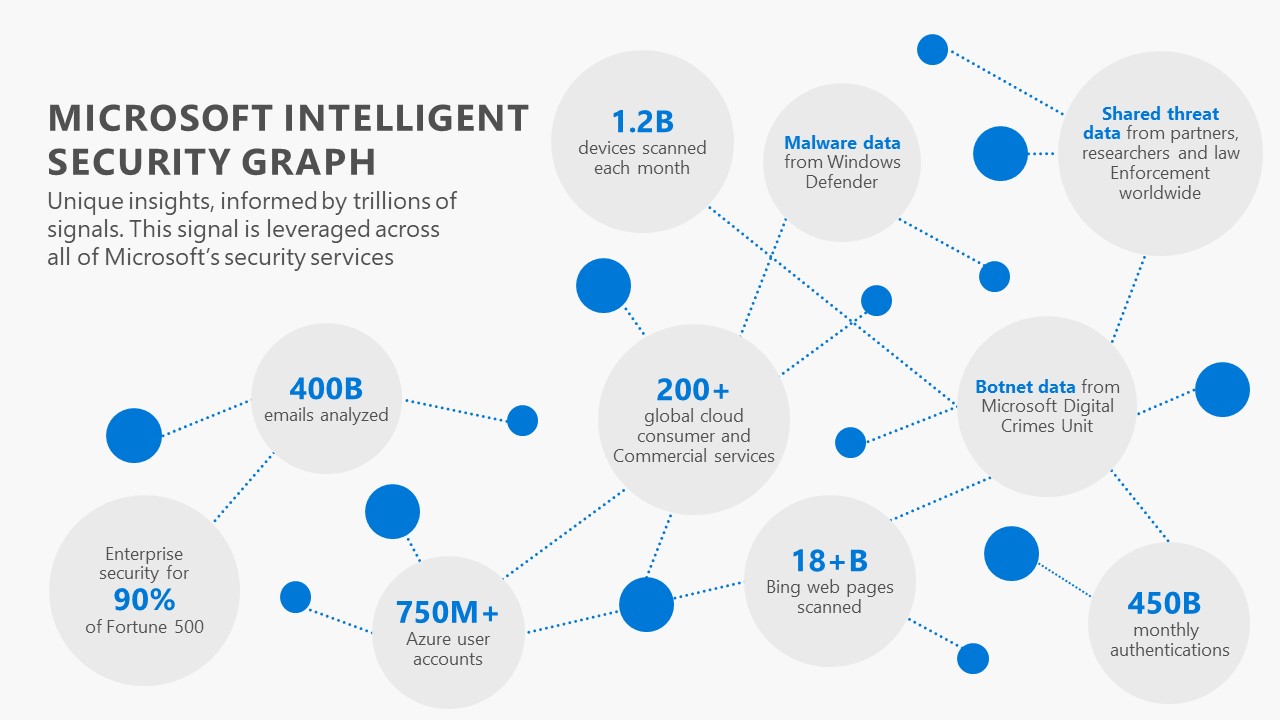 MICROSOFT INTELLIGENT
SECURITY GRAPH
Unique insights, informed by trillions of
signals. This signal is leveraged across
all of Microsoft’s security services
1.2B
devices scanned
each month
Malware data
from Windows
Defender
Shared threat
data from partners,
researchers and law
Enforcement
worldwide
400B
emails analyzed
200+
global cloud
consumer and
Commercial services
Botnet data from
Microsoft Digital
Crimes Unit
Enterprise
security for
90%
of Fortune 500
750M+
Azure user
accounts
18+B
Bing web pages
scanned
450B
monthly
authentications